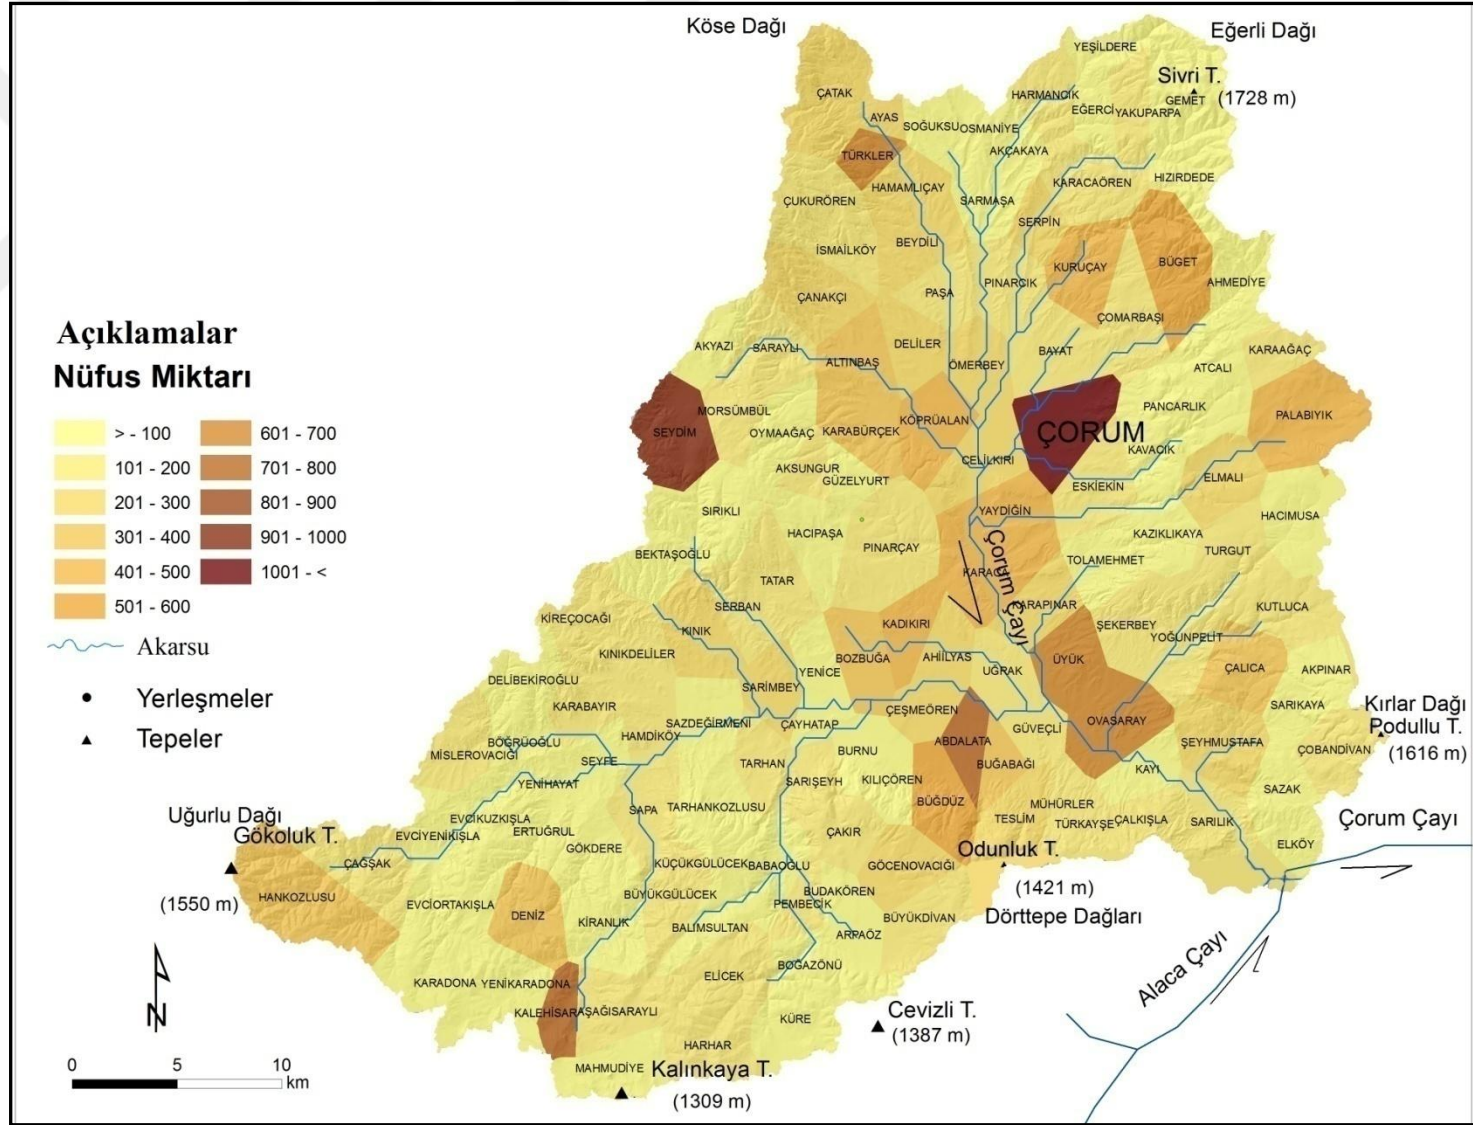 Köse Dağı
Eğerli Dağı
YEŞİLDERE
Sivri T.
(1728 m)
GEMET
ÇATAK
HARMANCIK
EĞERCİ
YAKUPARPA
AYAS
SOĞUKSU
OSMANİYE
TÜRKLER
AKÇAKAYA
HAMAMLIÇAY
KARACAÖREN
HIZIRDEDE
ÇUKURÖREN
SARMAŞA
SERPİN
İSMAİLKÖY
BEYDİLİ
KURUÇAY
BÜGET
ÇANAKÇI
PAŞA
PINARCIK
AHMEDİYE
ÇOMARBAŞI
Açıklamalar
Nüfus Miktarı
> - 100
101 - 200
201 - 300
301 - 400
401 - 500
501 - 600
601 - 700
701 - 800
801 - 900
901 - 1000
1001 - <
Akarsu
Yerleşmeler
Tepeler
AKYAZI
SARAYLI
ALTINBAŞ
DELİLER
ÖMERBEY
BAYAT
KARAAĞAÇ
ATCALI
SEYDİM
MORSÜMBÜL
OYMAAĞAÇ
KARABÜRÇEK
KÖPRÜALAN
ÇORUM
PANCARLIK
PALABIYIK
KAVACIK
CELİLKIRI
AKSUNGUR
GÜZELYURT
ESKİEKİN
ELMALI
SIRIKLI
HACIPAŞA
YAYDIĞIN
HACIMUSA
KAZIKLIKAYA
TURGUT
BEKTAŞOĞLU
PINARÇAY
TOLAMEHMET
TATAR
KARACA
Çorum Çayı
KARAPINAR
KUTLUCA
KİREÇOCAĞI
SERBAN
KINIK
KADIKIRI
ŞEKERBEY
YOĞUNPELİT
KINIKDELİLER
BOZBUĞA
AHİİLYAS
UĞRAK
ÜYÜK
ÇALICA
AKPINAR
YENİCE
DELİBEKİROĞLU
SARİMBEY
KARABAYIR
SARIKAYA
Kırlar Dağı
Podullu T.
(1616 m)
SAZDEĞİRMENİ
ÇAYHATAP
ÇEŞMEÖREN
GÜVEÇLİ
OVASARAY
HAMDİKÖY
BÖĞRÜOĞLU
MİSLEROVACIĞI
SEYFE
BURNU
ABDALATA
ŞEYHMUSTAFA
ÇOBANDİVAN
TARHAN
SARIŞEYH
KILIÇÖREN
BUĞABAĞI
KAYI
YENİHAYAT
SAZAK
Uğurlu Dağı
Gökoluk T.
(1550 m)
SAPA
TARHANKOZLUSU
BÜĞDÜZ
MÜHÜRLER
TESLİM
TÜRKAYŞE
ÇALKIŞLA
SARILIK
Çorum Çayı
EVCİKUZKIŞLA
EVCİYENİKIŞLA
ERTUĞRUL
ÇAKIR
ELKÖY
GÖKDERE
Odunluk T.
(1421 m)
Dörttepe Dağları
ÇAĞŞAK
KÜÇÜKGÜLÜCEK
BABAOĞLU
GÖCENOVACIĞI
HANKOZLUSU
EVCİORTAKIŞLA
BÜYÜKGÜLÜCEK
BUDAKÖREN
PEMBECİK
DENİZ
KİRANLIK
BALIMSULTAN
BÜYÜKDİVAN
ARPAÖZ
BOĞAZÖNÜ
ELİCEK
Alaca Çayı
KARADONA
YENİKARADONA
KALEHİSAR
AŞAĞISARAYLI
KÜRE
Cevizli T.
(1387 m)
HARHAR
MAHMUDİYE
Kalınkaya T.
(1309 m)
N
0 5 10
km